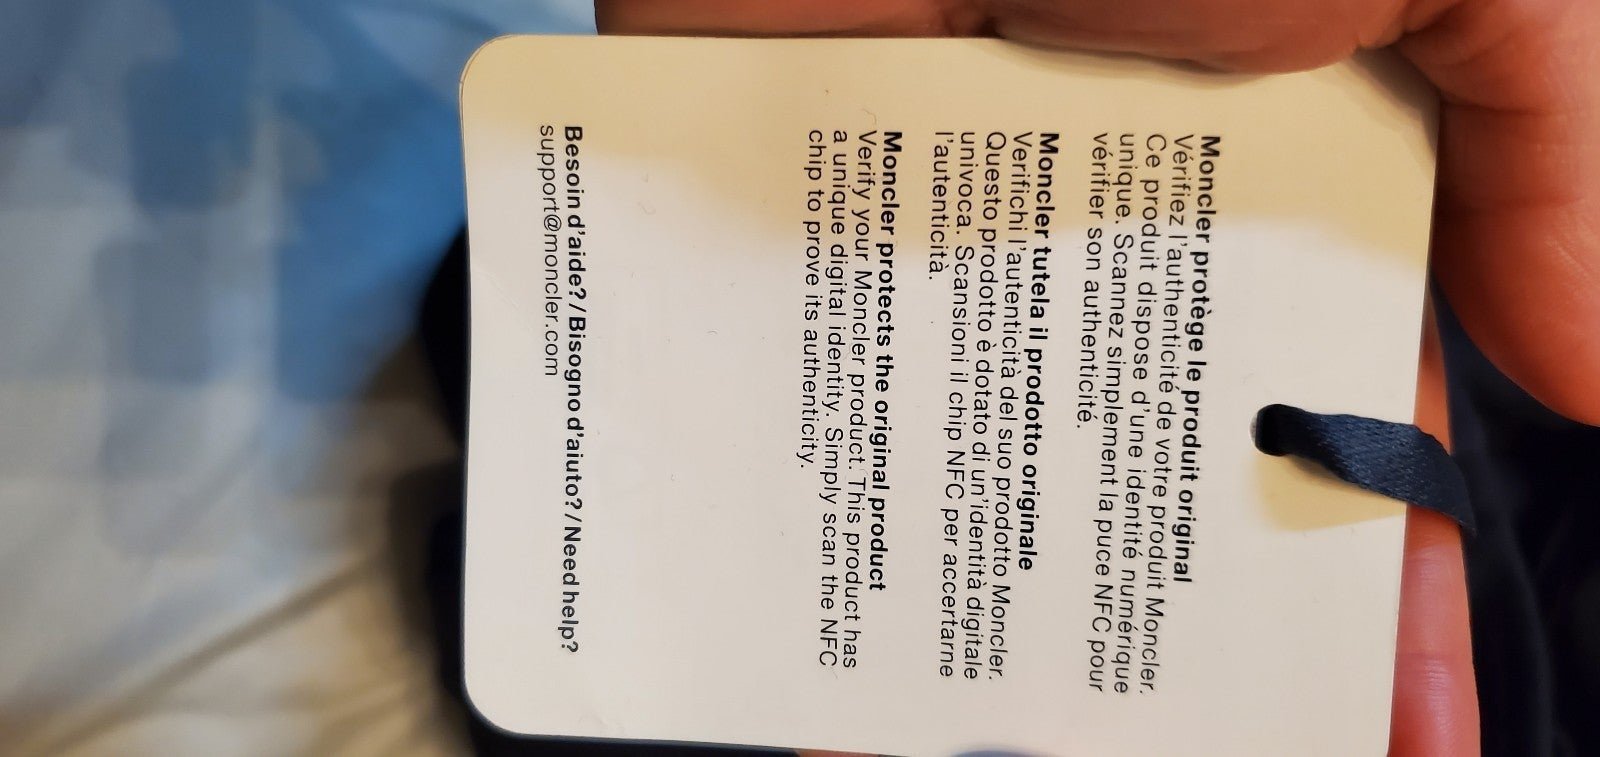 Moncler protège le produit original
Vérifiez l'authenticité de votre produit Moncler.
Ce produit dispose d'une identité numérique
unique. Scannez simplement la puce NFC pour
vérifier son authenticité.
Moncler tutela il prodotto originale
Verifichi l'autenticità del suo prodotto Moncler.
Questo prodotto è dotato di un'identità digitale
univoca. Scansioni il chip NFC per accertarne
l'autenticità.
Moncler protects the original product
Verify your Moncler product. This product has
a unique digital identity. Simply scan the NFC
chip to prove its authenticity.
Besoin d'aide? / Bisogno d'aiuto? / Need help?
support@moncler.com